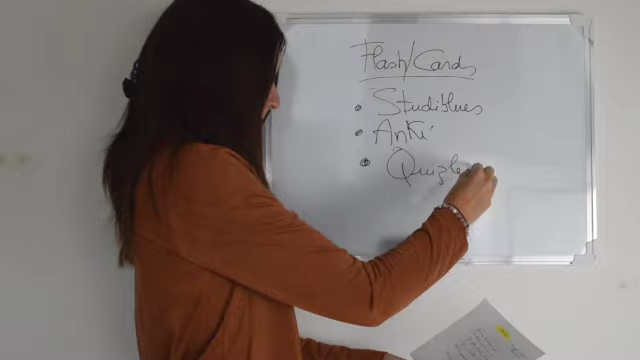 Flash/Cards
• Studiblues
• Anki
• Quizle